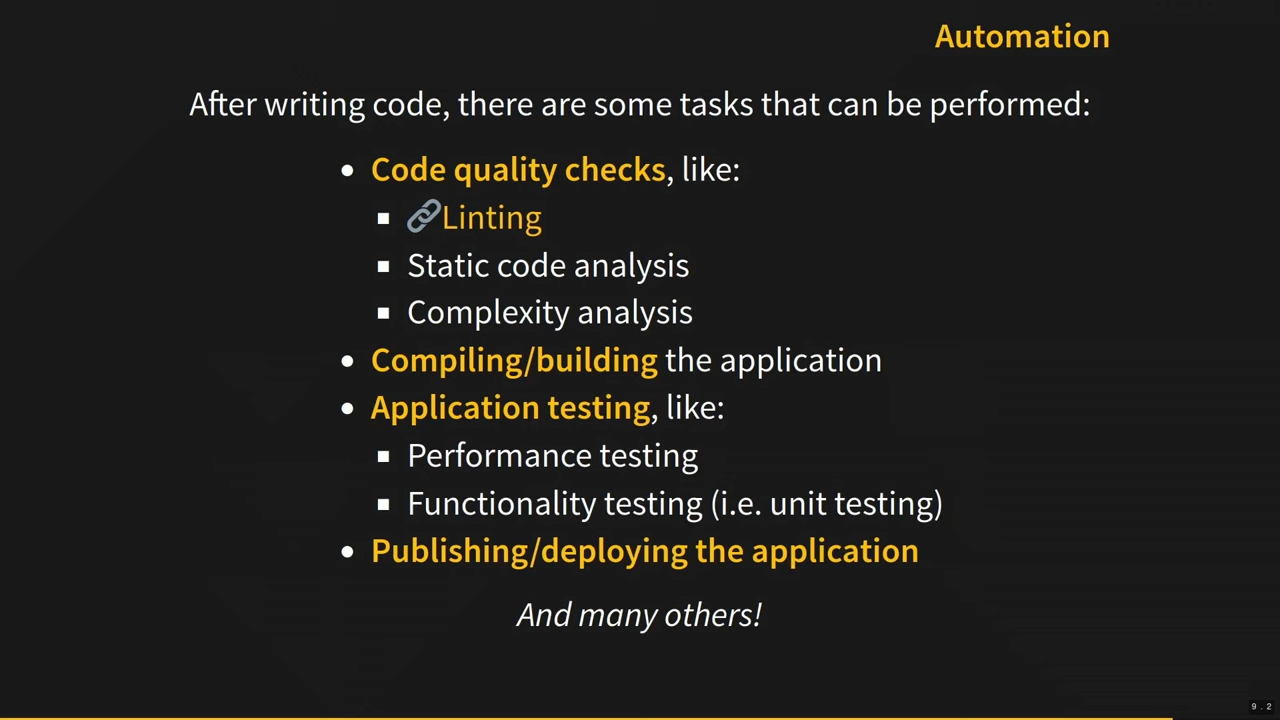 Automation
After writing code, there are some tasks that can be performed:
• Code quality checks, like:
▪ 🔗Linting
▪ Static code analysis
▪ Complexity analysis
• Compiling/building the application
• Application testing, like:
▪ Performance testing
▪ Functionality testing (i.e. unit testing)
• Publishing/deploying the application
And many others!
9.2